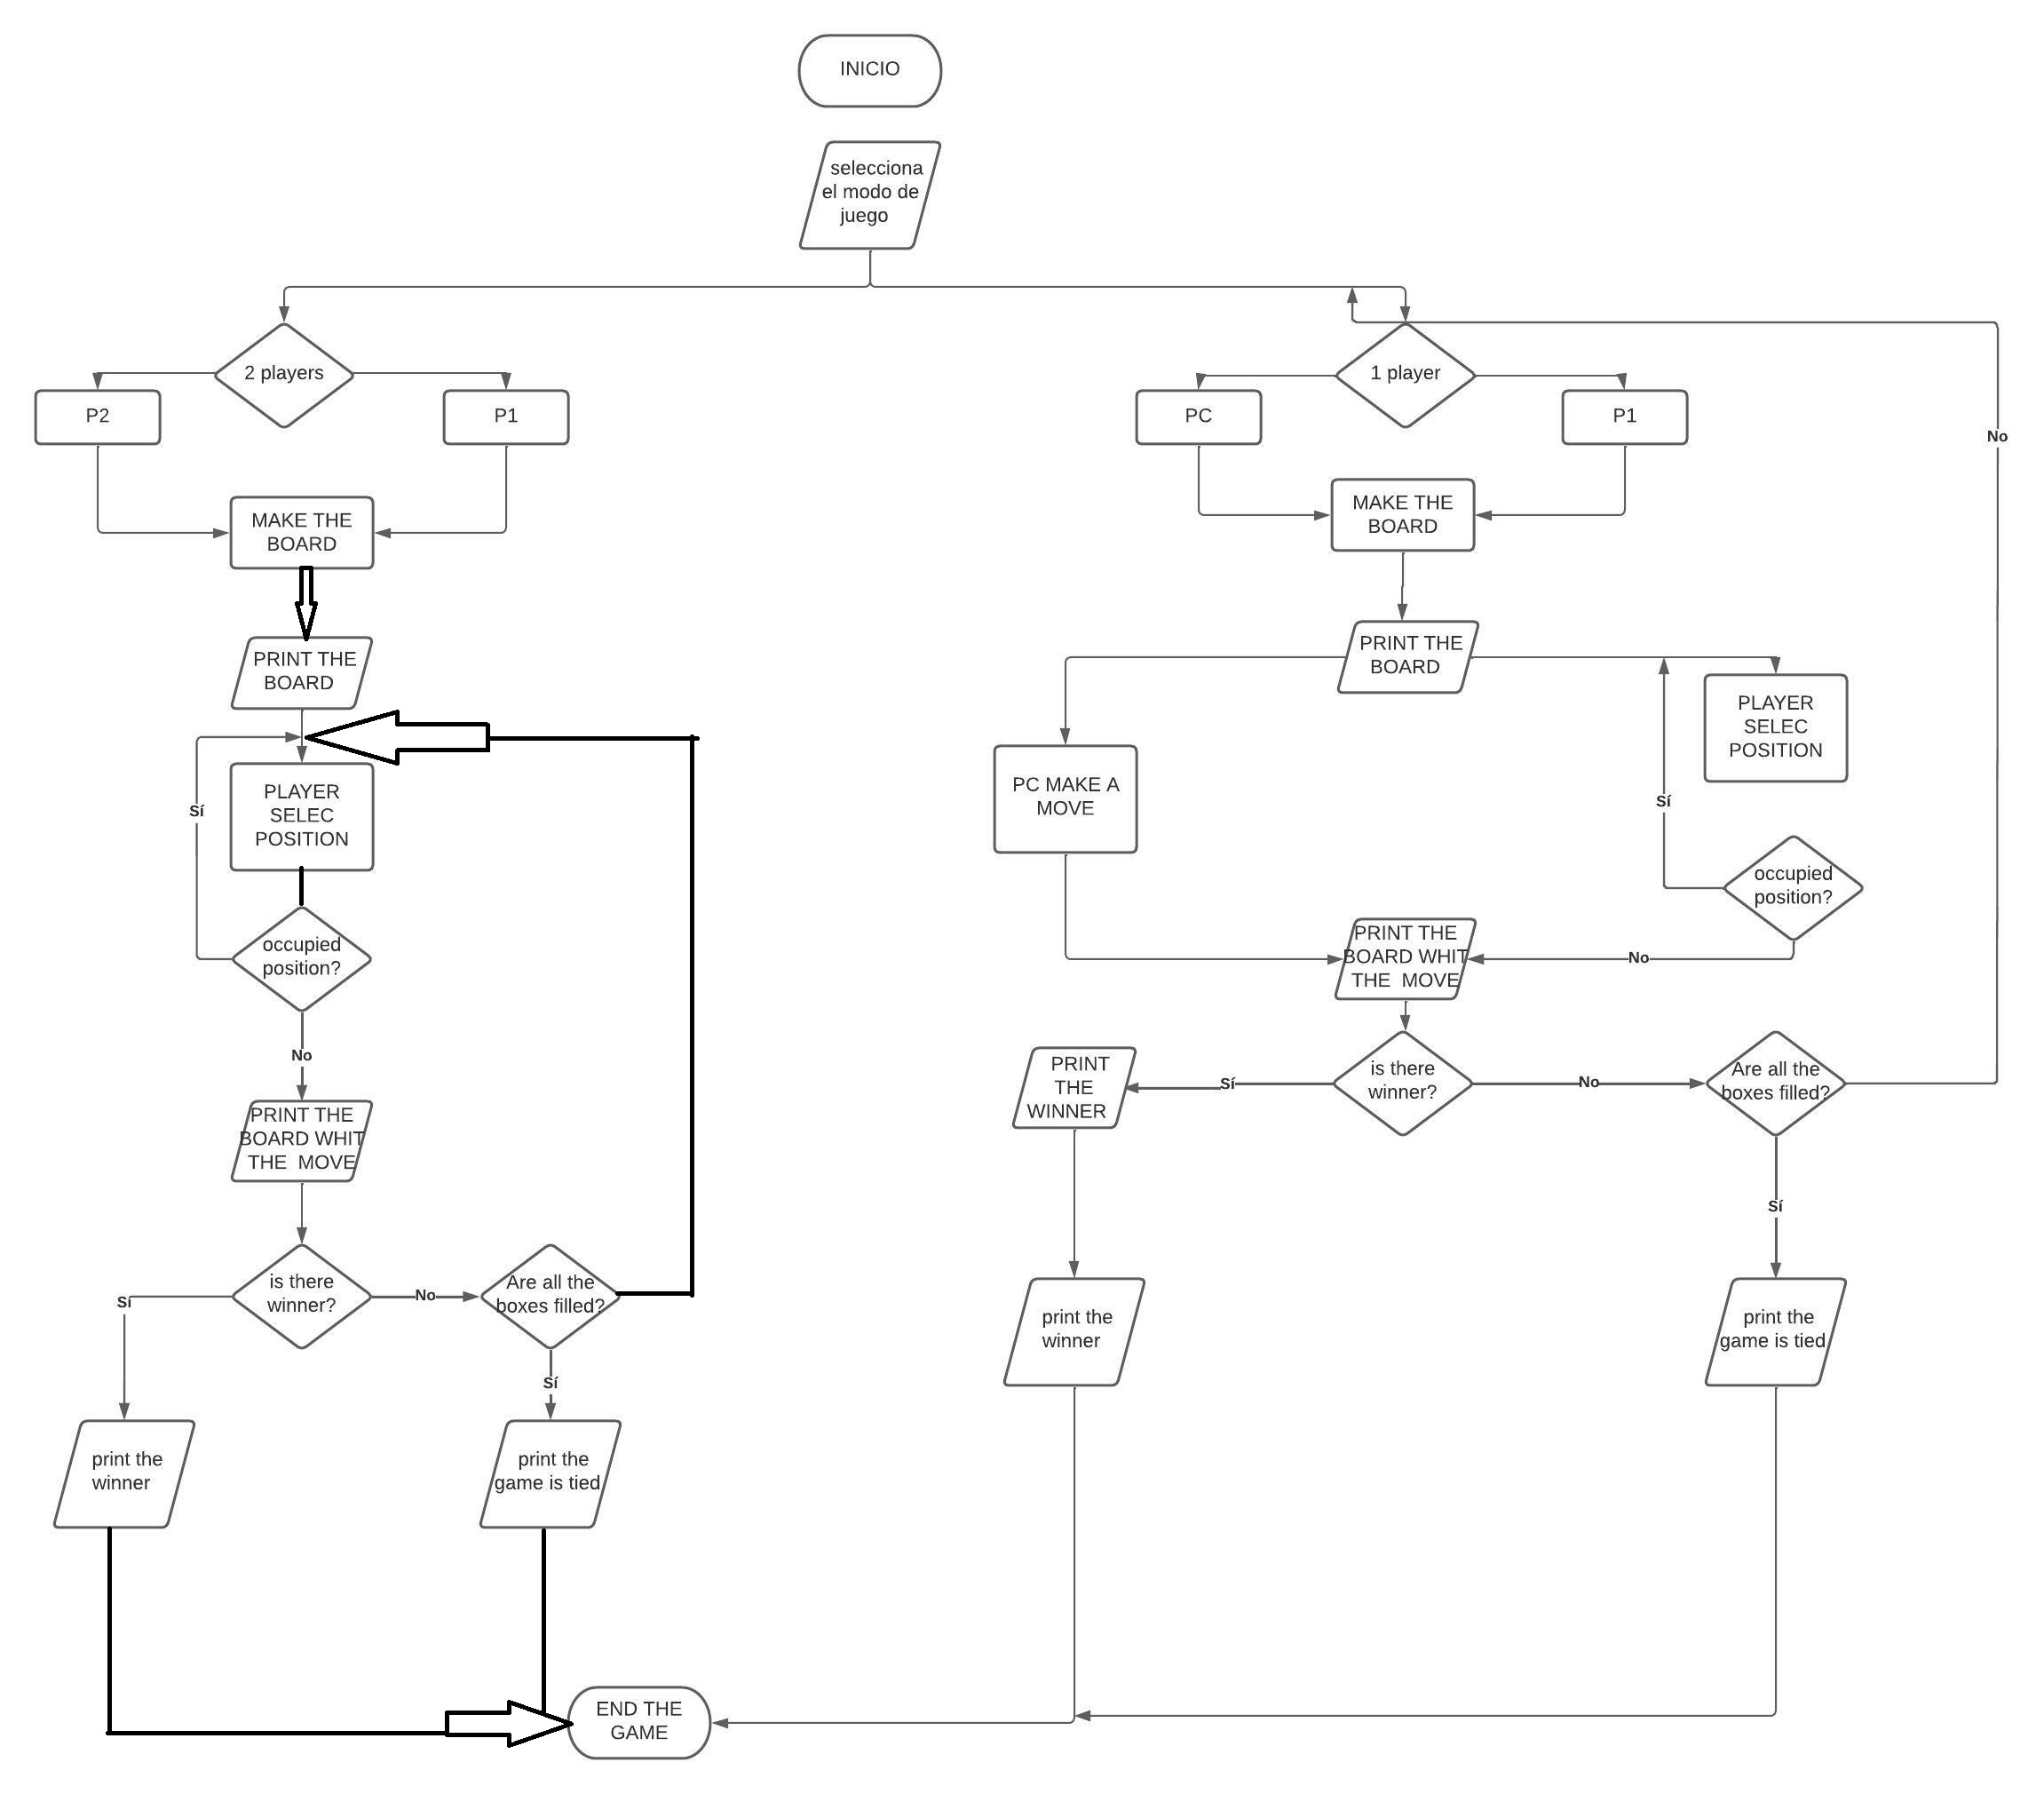 INICIO
selecciona
el modo de
juego
2 players
P2
P1
MAKE THE
BOARD
PRINT THE
BOARD
PLAYER
SELEC
POSITION
Sí
occupied
position?
No
PRINT THE
BOARD WHIT
THE MOVE
is there
winner?
No
Are all the
boxes filled?
Sí
Sí
print the
winner
print the
game is tied
1 player
PC
P1
No
MAKE THE
BOARD
PRINT THE
BOARD
PLAYER
SELEC
POSITION
PC MAKE A
MOVE
Sí
occupied
position?
PRINT THE
BOARD WHIT
THE MOVE
No
PRINT
THE
WINNER
Sí
is there
winner?
No
Are all the
boxes filled?
Sí
print the
winner
print the
game is tied
END THE
GAME